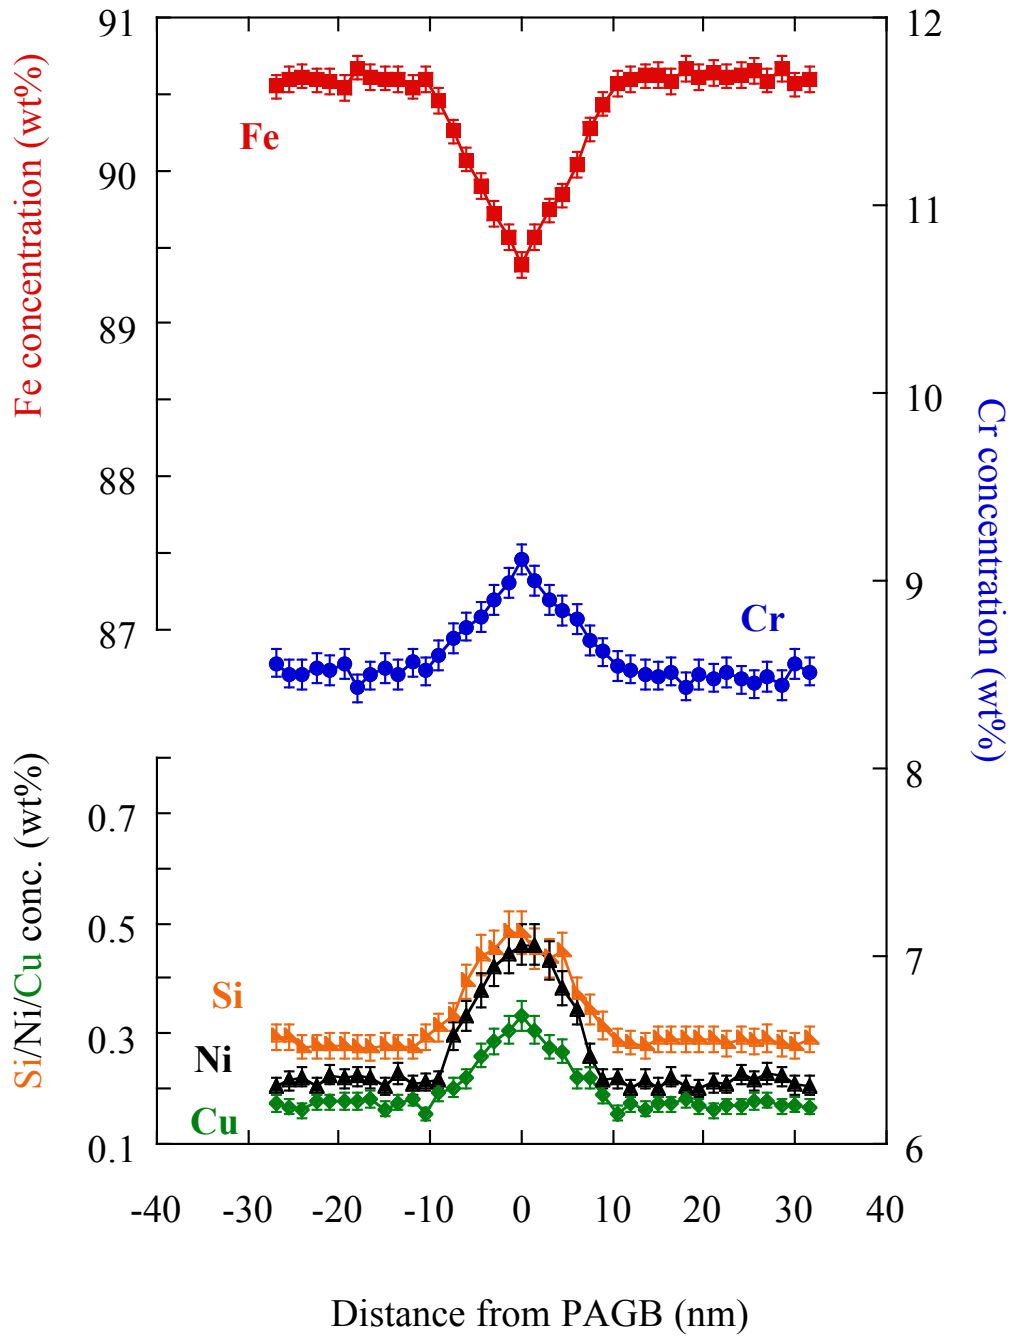 91
90
89
88
87
Fe concentration (wt%)
12
11
10
9
8
7
6
Cr concentration (wt%)
Fe
Cr
0.7
0.5
0.3
0.1
Si/Ni/Cu conc. (wt%)
Si
Ni
Cu
-40 -30 -20 -10 0 10 20 30 40
Distance from PAGB (nm)